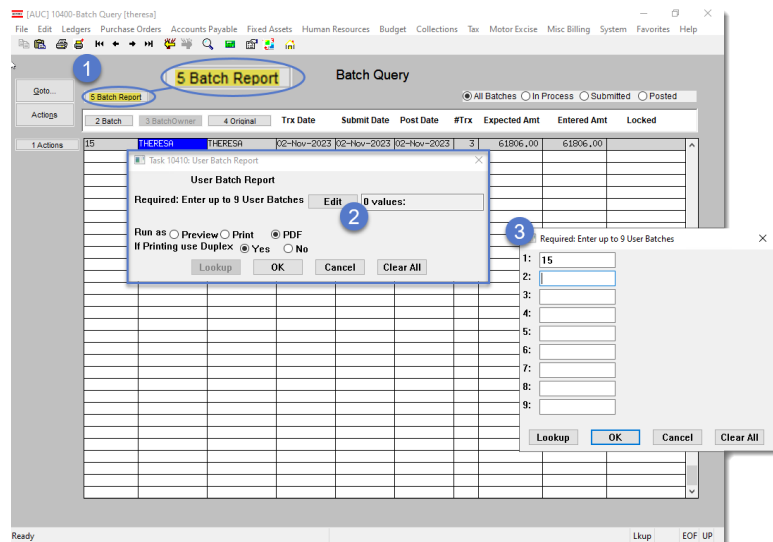 [AUC] 10400-Batch Query [theresa]
File Edit Ledgers Purchase Orders Accounts Payable Fixed Assets Human Resources Budget Collections Tax Motor Excise Misc Billing System Favorites Help
1
5 Batch Report
Batch Query
Goto...
5 Batch Report
All Batches In Process Submitted Posted
Actions
2 Batch 3 BatchOwner 4 Original Trx Date Submit Date Post Date #Trx Expected Amt Entered Amt Locked
1 Actions
15 THERESA THERESA 02-Nov-2023 02-Nov-2023 02-Nov-2023 3 61806.00 61806.00
Task 10410: User Batch Report
User Batch Report
Required: Enter up to 9 User Batches Edit 0 values:
2
Run as Preview Print PDF
If Printing use Duplex Yes No
Lookup OK Cancel Clear All
3
Required: Enter up to 9 User Batches
1: 15
2:
3:
4:
5:
6:
7:
8:
9:
Lookup OK Cancel Clear All
Ready Lkup EOF UP